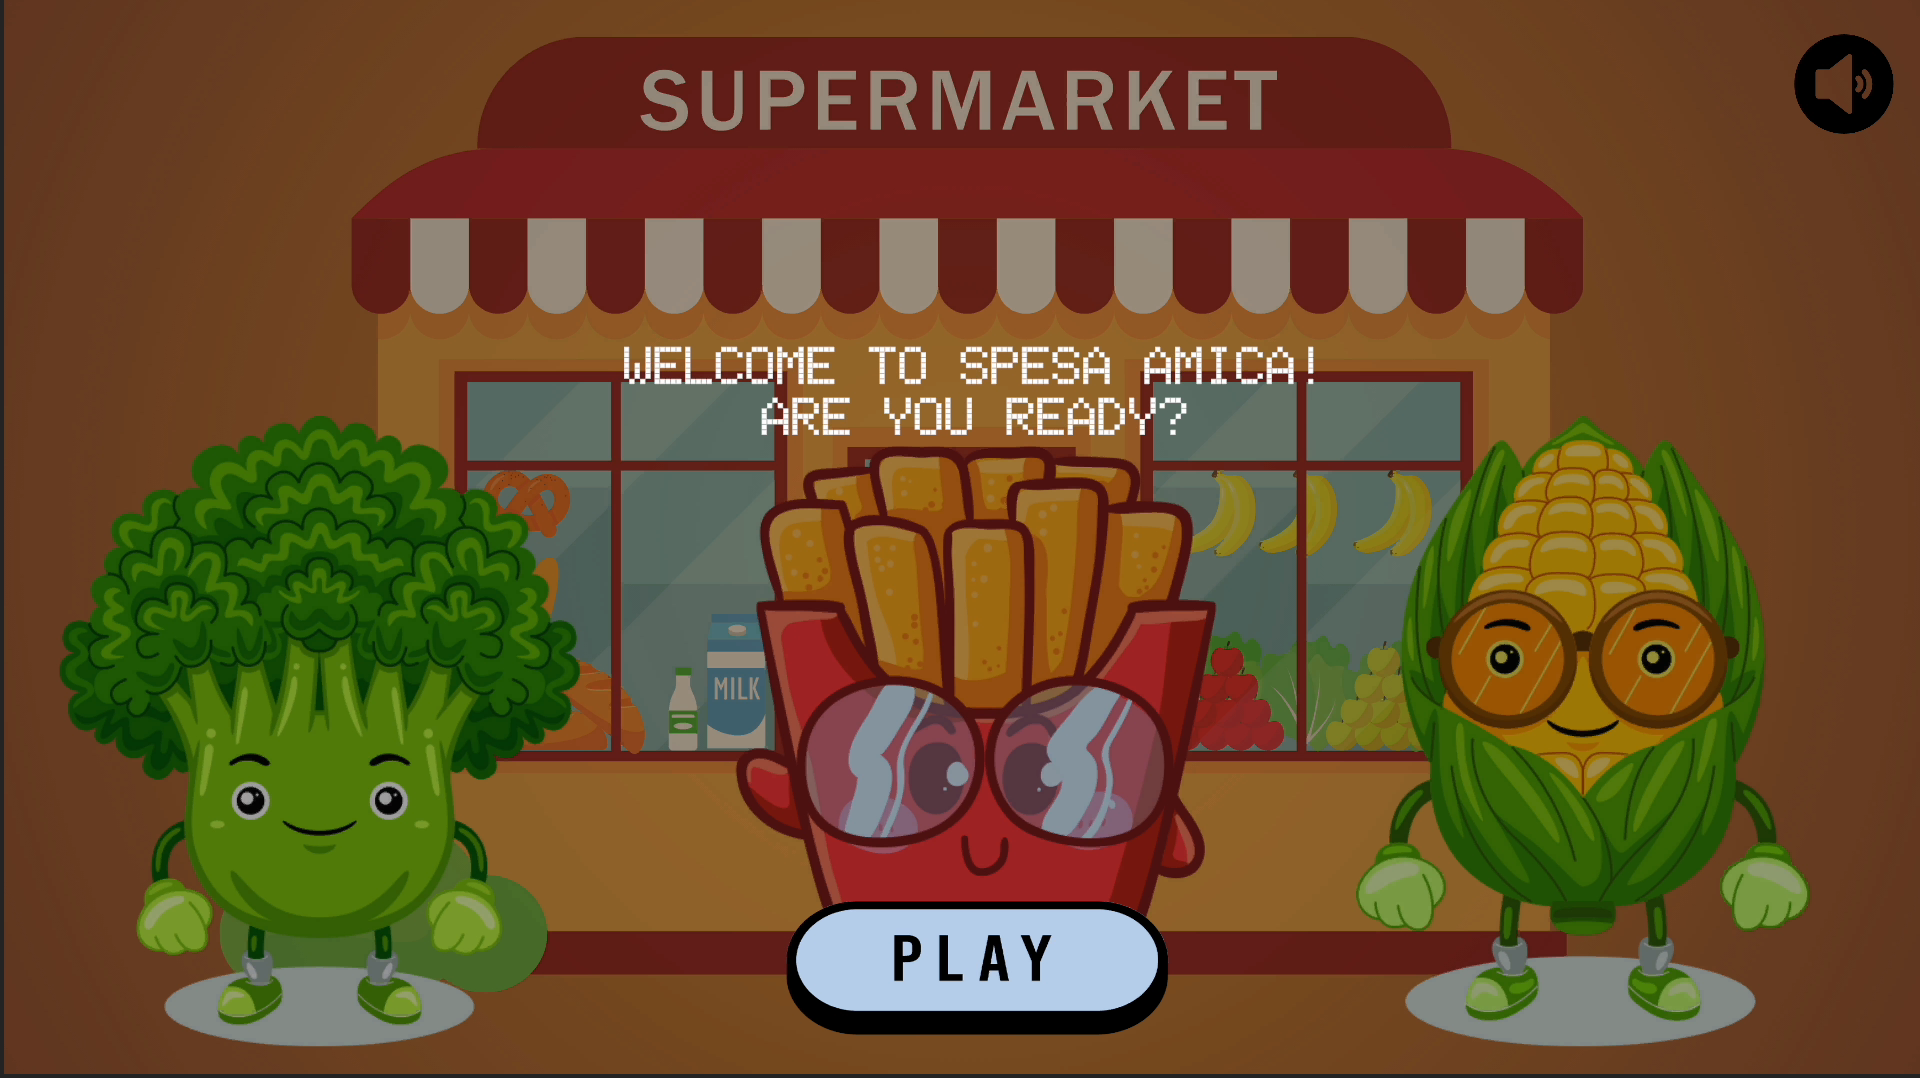 SUPERMARKET
WELCOME TO SPESA AMICA!
ARE YOU READY?
MILK
PLAY